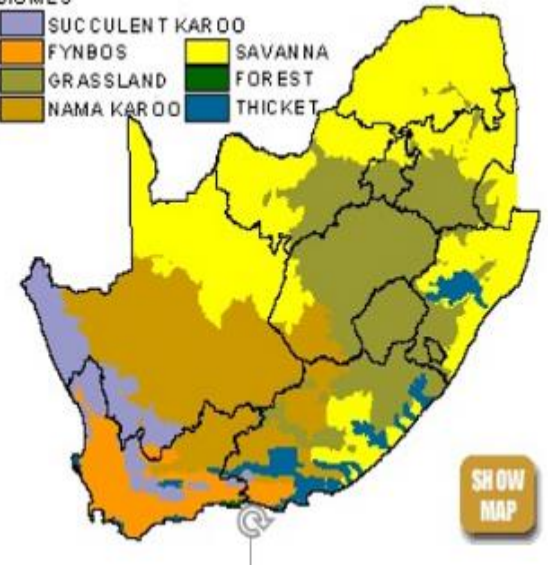 SUCCULENT KAROO
FYNBOS
SAVANNA
GRASSLAND
FOREST
NAMA KAROO
THICKET
SHOW
MAP